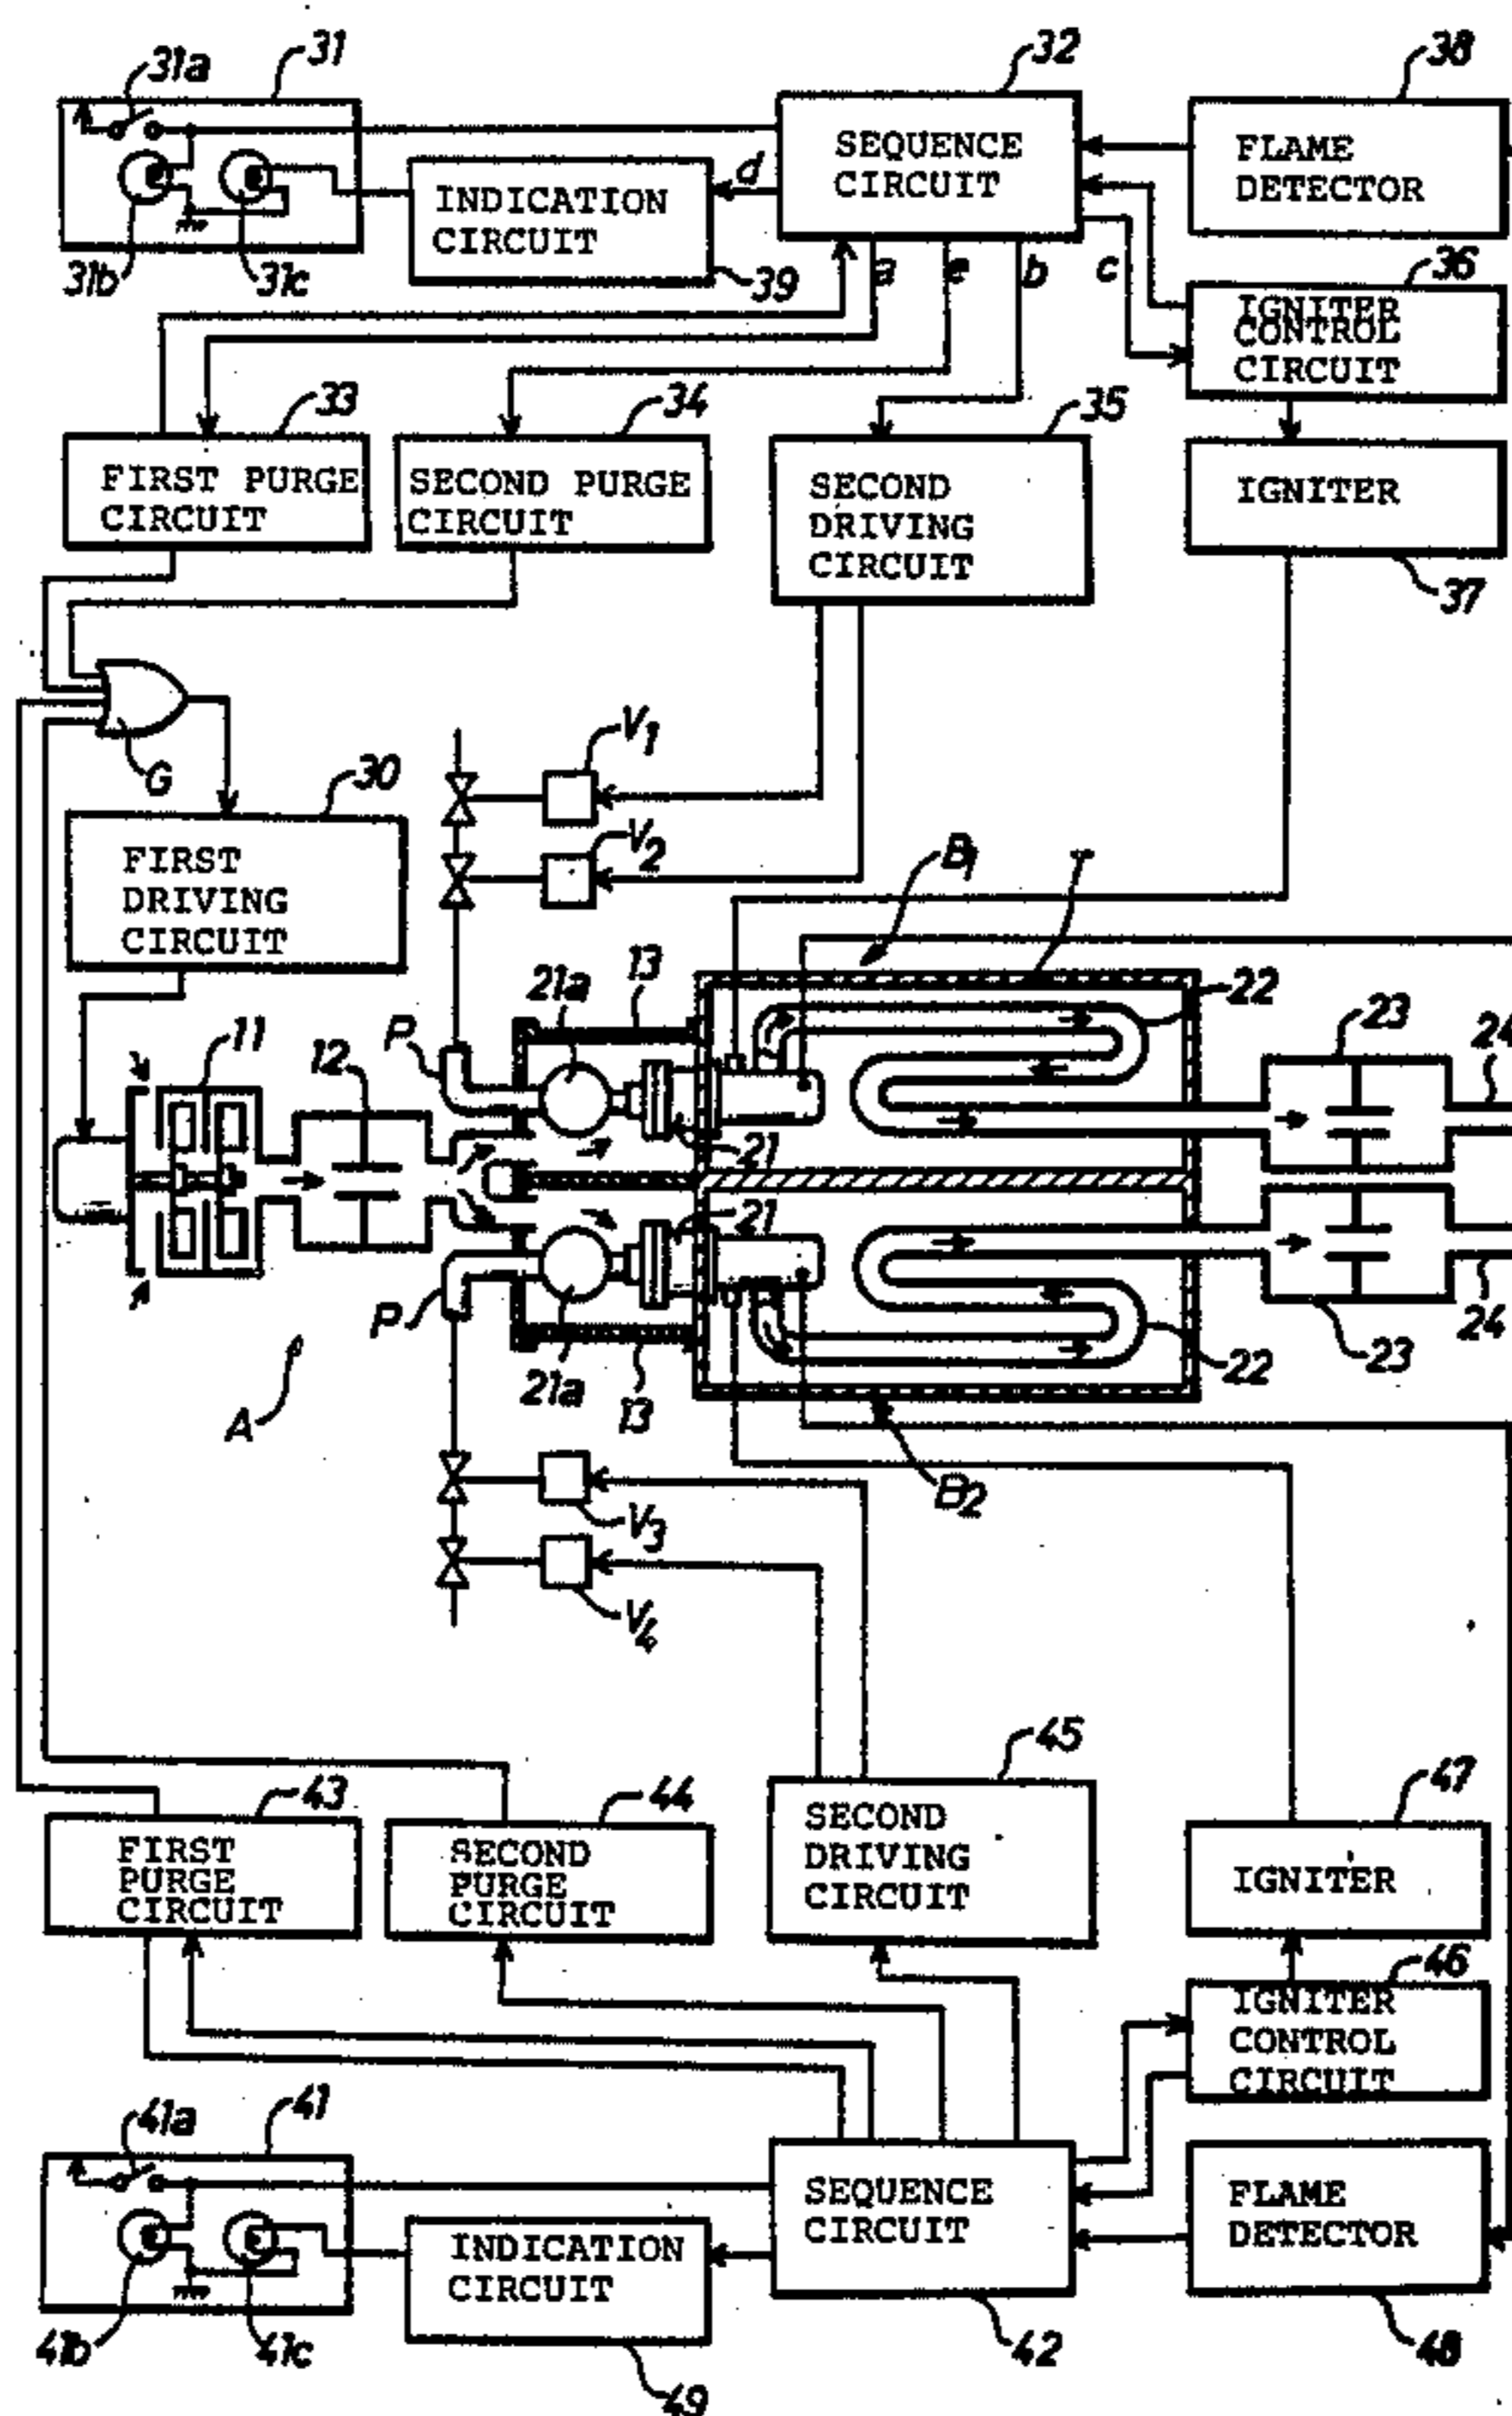 31a
31
32
38
SEQUENCE
CIRCUIT
FLAME
DETECTOR
d
INDICATION
CIRCUIT
31b
31c
39
a
e
b
c
36
IGNITER
CONTROL
CIRCUIT
33
34
35
FIRST PURGE
CIRCUIT
SECOND PURGE
CIRCUIT
SECOND
DRIVING
CIRCUIT
IGNITER
37
G
V1
30
V2
B1
T
FIRST
DRIVING
CIRCUIT
13
21a
22
11
P
12
23
24
21
21
P
24
21a
13
22
23
A
B2
V3
V4
45
47
43
44
FIRST
PURGE
CIRCUIT
SECOND
PURGE
CIRCUIT
SECOND
DRIVING
CIRCUIT
IGNITER
46
IGNITER
CONTROL
CIRCUIT
41a
41
SEQUENCE
CIRCUIT
FLAME
DETECTOR
INDICATION
CIRCUIT
41b
41c
49
42
48